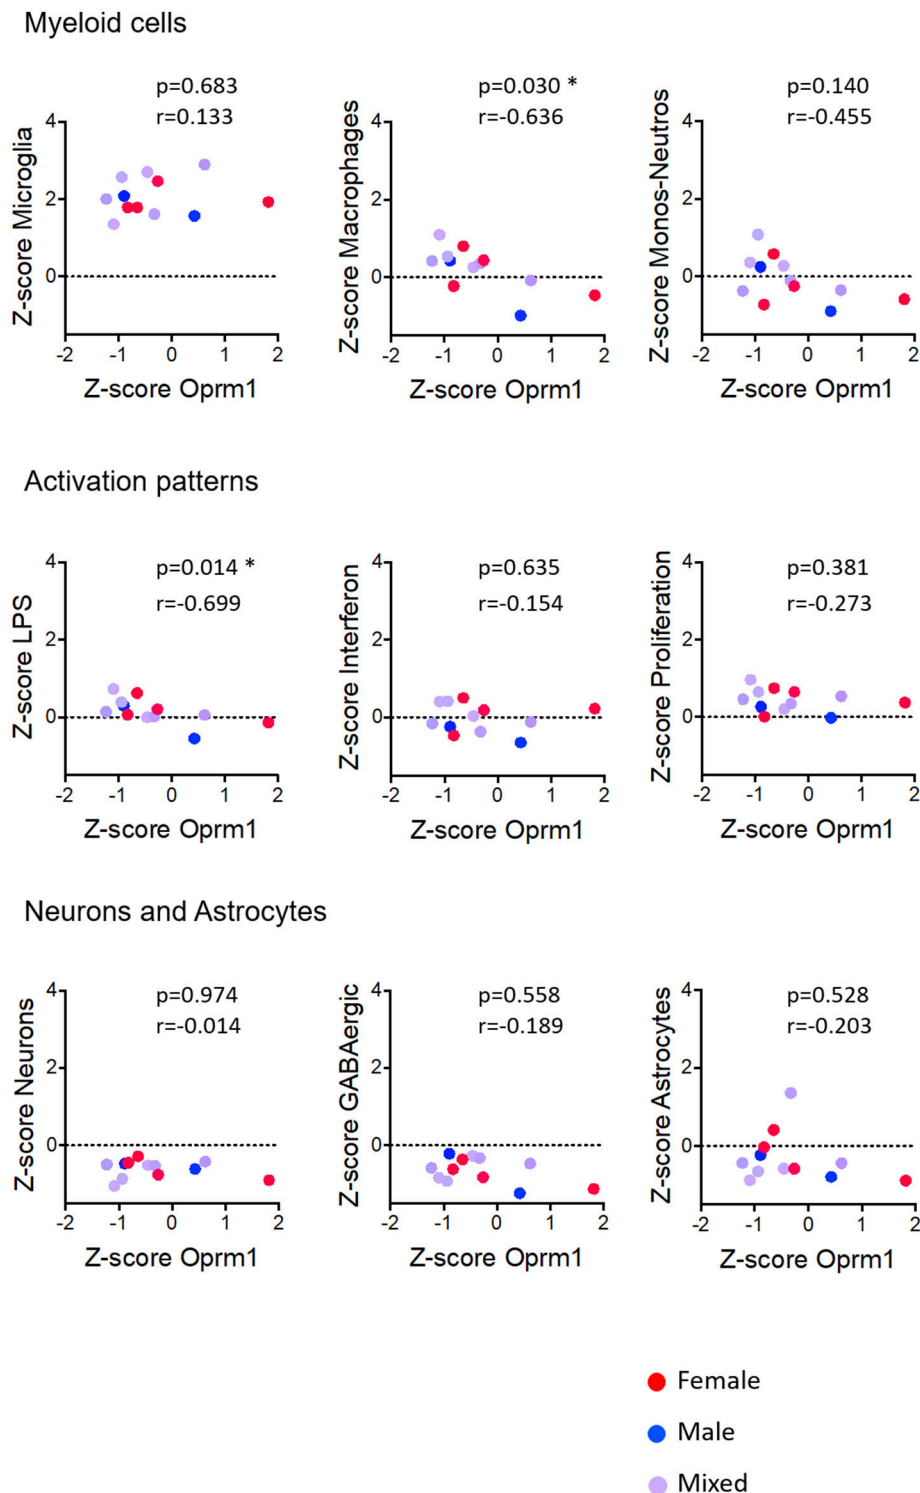 Myeloid cells
p=0.683
r=0.133
Z-score Microglia
4
2
0
-2 -1 0 1 2
Z-score Oprm1
p=0.030 *
r=-0.636
Z-score Macrophages
4
2
0
-2 -1 0 1 2
Z-score Oprm1
p=0.140
r=-0.455
Z-score Monos-Neutros
4
2
0
-2 -1 0 1 2
Z-score Oprm1
Activation patterns
p=0.014 *
r=-0.699
Z-score LPS
4
2
0
-2 -1 0 1 2
Z-score Oprm1
p=0.635
r=-0.154
Z-score Interferon
4
2
0
-2 -1 0 1 2
Z-score Oprm1
p=0.381
r=-0.273
Z-score Proliferation
4
2
0
-2 -1 0 1 2
Z-score Oprm1
Neurons and Astrocytes
p=0.974
r=-0.014
Z-score Neurons
4
2
0
-2 -1 0 1 2
Z-score Oprm1
p=0.558
r=-0.189
Z-score GABAergic
4
2
0
-2 -1 0 1 2
Z-score Oprm1
p=0.528
r=-0.203
Z-score Astrocytes
4
2
0
-2 -1 0 1 2
Z-score Oprm1
Female
Male
Mixed